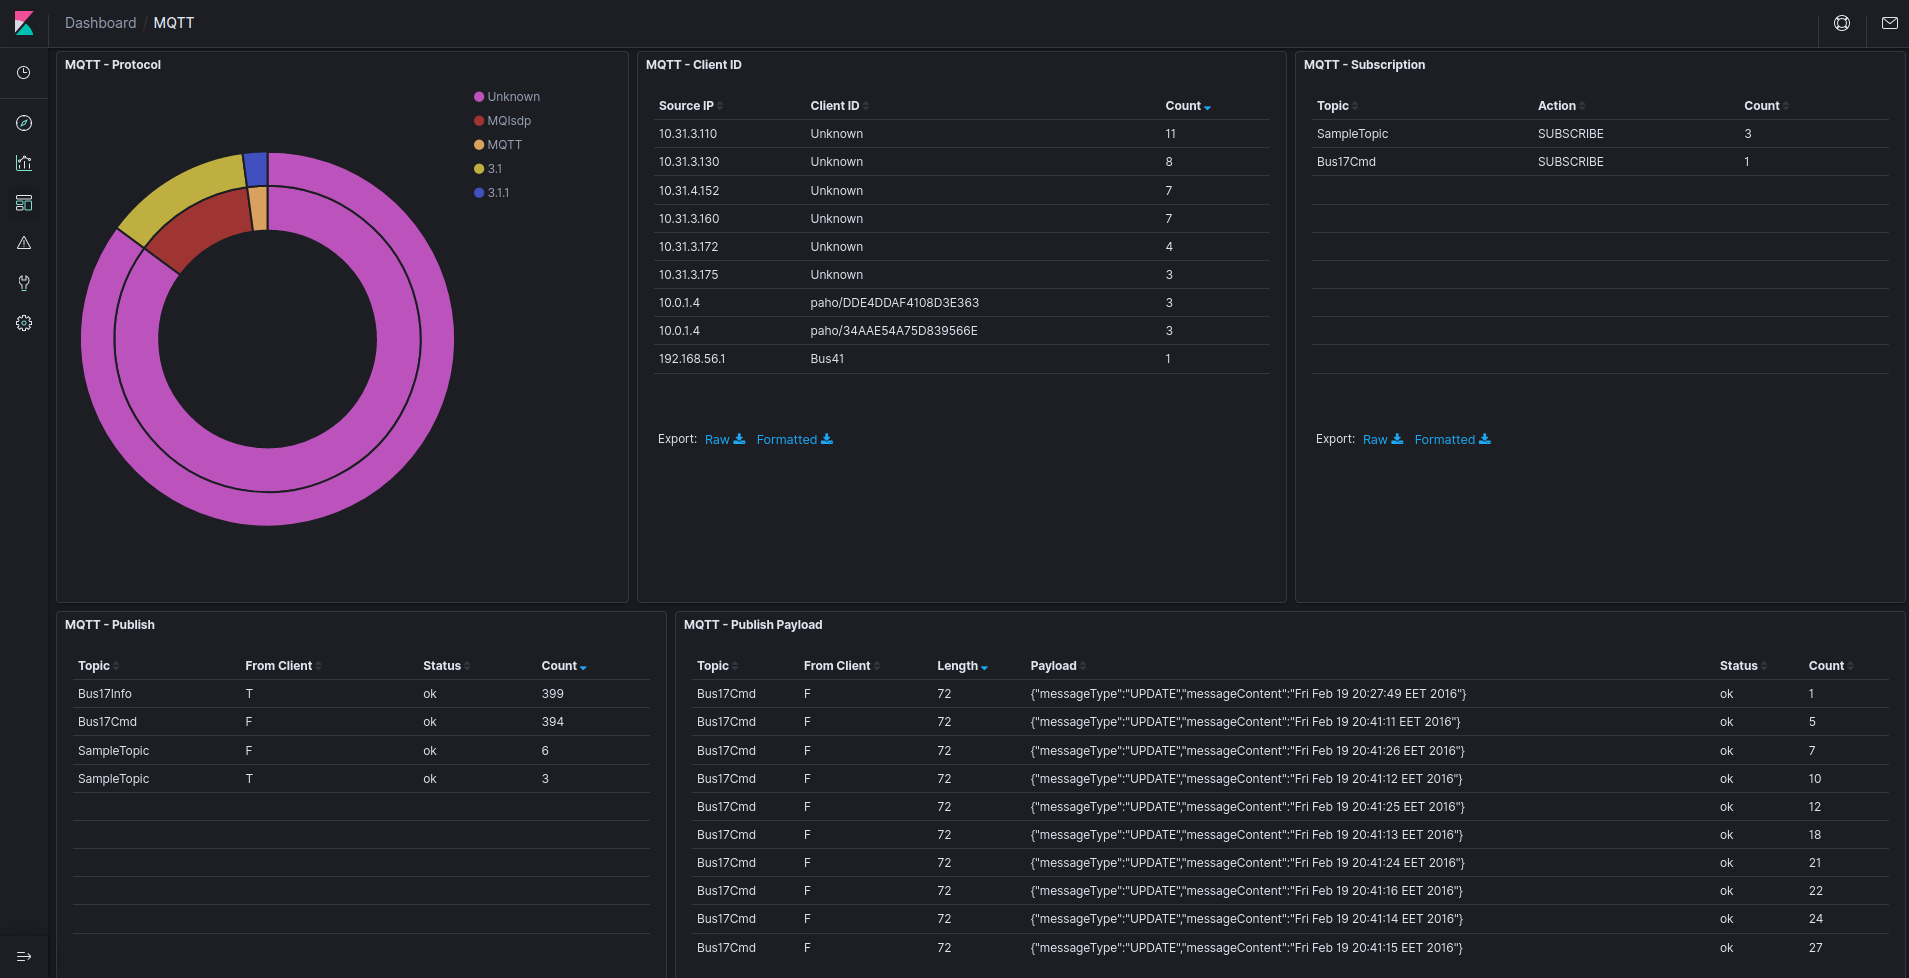 Dashboard / MQTT
MQTT - Protocol
Unknown
MQIsdp
MQTT
3.1
3.1.1
MQTT - Client ID
Source IP Client ID Count
10.31.3.110 Unknown 11
10.31.3.130 Unknown 8
10.31.4.152 Unknown 7
10.31.3.160 Unknown 7
10.31.3.172 Unknown 4
10.31.3.175 Unknown 3
10.0.1.4 paho/DDE4DDAF4108D3E363 3
10.0.1.4 paho/34AAE54A75D839566E 3
192.168.56.1 Bus41 1
Export: Raw Formatted
MQTT - Subscription
Topic Action Count
SampleTopic SUBSCRIBE 3
Bus17Cmd SUBSCRIBE 1
Export: Raw Formatted
MQTT - Publish
Topic From Client Status Count
Bus17Info T ok 399
Bus17Cmd F ok 394
SampleTopic F ok 6
SampleTopic T ok 3
MQTT - Publish Payload
Topic From Client Length Payload Status Count
Bus17Cmd F 72 {"messageType":"UPDATE","messageContent":"Fri Feb 19 20:27:49 EET 2016"} ok 1
Bus17Cmd F 72 {"messageType":"UPDATE","messageContent":"Fri Feb 19 20:41:11 EET 2016"} ok 5
Bus17Cmd F 72 {"messageType":"UPDATE","messageContent":"Fri Feb 19 20:41:26 EET 2016"} ok 7
Bus17Cmd F 72 {"messageType":"UPDATE","messageContent":"Fri Feb 19 20:41:12 EET 2016"} ok 10
Bus17Cmd F 72 {"messageType":"UPDATE","messageContent":"Fri Feb 19 20:41:25 EET 2016"} ok 12
Bus17Cmd F 72 {"messageType":"UPDATE","messageContent":"Fri Feb 19 20:41:13 EET 2016"} ok 18
Bus17Cmd F 72 {"messageType":"UPDATE","messageContent":"Fri Feb 19 20:41:24 EET 2016"} ok 21
Bus17Cmd F 72 {"messageType":"UPDATE","messageContent":"Fri Feb 19 20:41:16 EET 2016"} ok 22
Bus17Cmd F 72 {"messageType":"UPDATE","messageContent":"Fri Feb 19 20:41:14 EET 2016"} ok 24
Bus17Cmd F 72 {"messageType":"UPDATE","messageContent":"Fri Feb 19 20:41:15 EET 2016"} ok 27